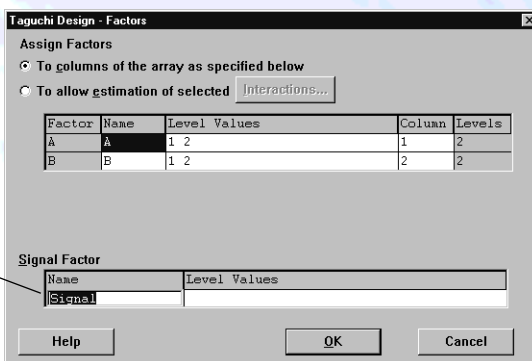 Taguchi Design - Factors
Assign Factors
To columns of the array as specified below
To allow estimation of selected Interactions...
Factor Name Level Values Column Levels
A A 1 2 1 2
B B 1 2 2 2
Signal Factor
Name Level Values
Signal
Help OK Cancel